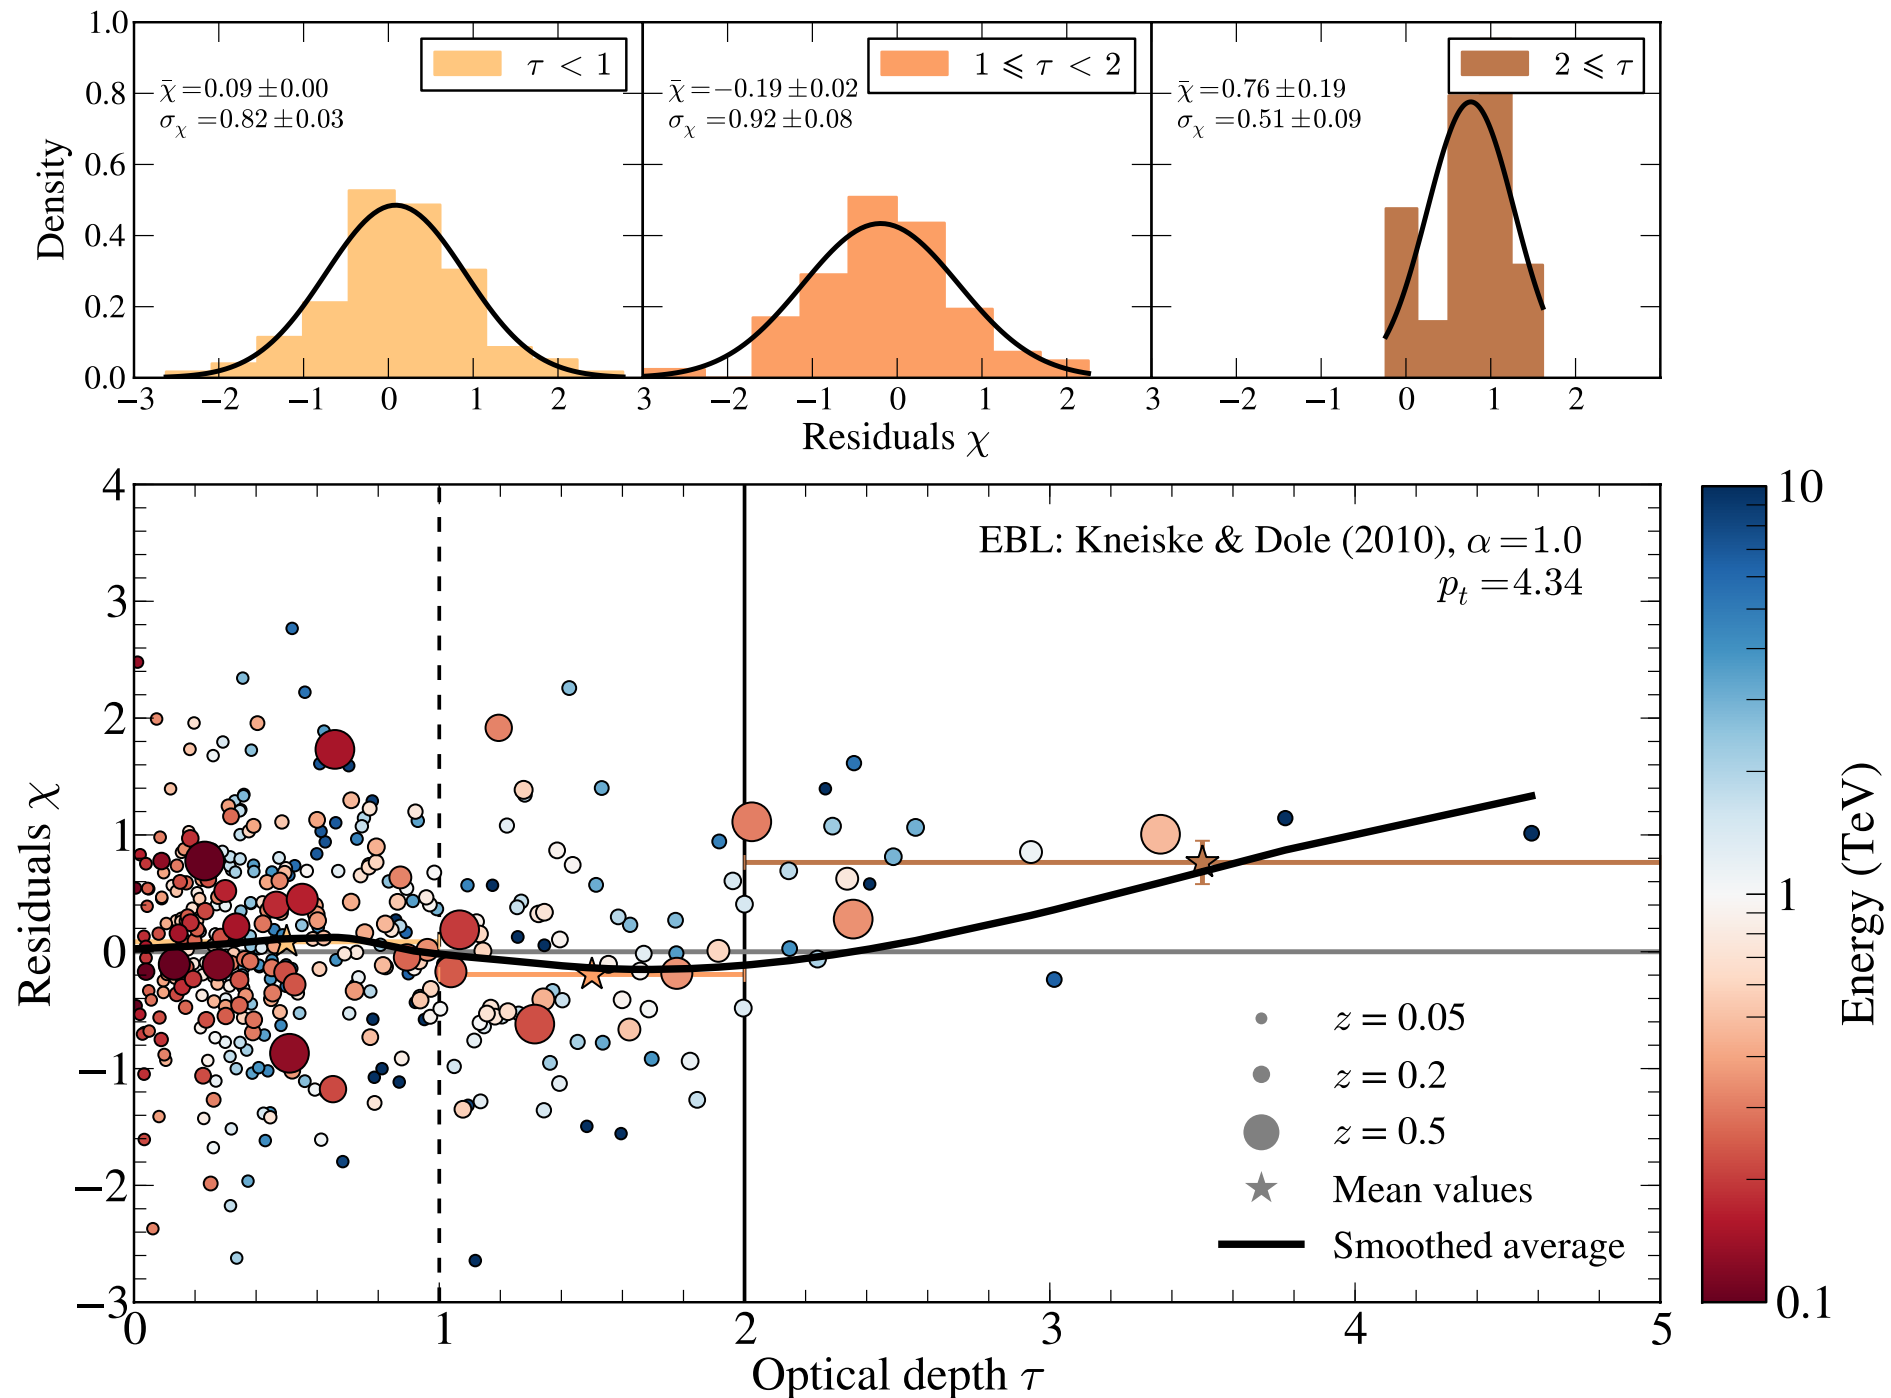 1.0
0.8
0.6
0.4
0.2
0.0
Density
τ < 1
χ̄=0.09±0.00
σ_χ=0.82±0.03
1 ⩽ τ < 2
χ̄=−0.19±0.02
σ_χ=0.92±0.08
2 ⩽ τ
χ̄=0.76±0.19
σ_χ=0.51±0.09
−3 −2 −1 0 1 2 3 −2 −1 0 1 2 3 −2 −1 0 1 2
Residuals χ
4
3
2
1
0
−1
−2
−3
Residuals χ
EBL: Kneiske & Dole (2010), α=1.0
p_t=4.34
z = 0.05
z = 0.2
z = 0.5
Mean values
Smoothed average
0 1 2 3 4 5
Optical depth τ
10
1
0.1
Energy (TeV)